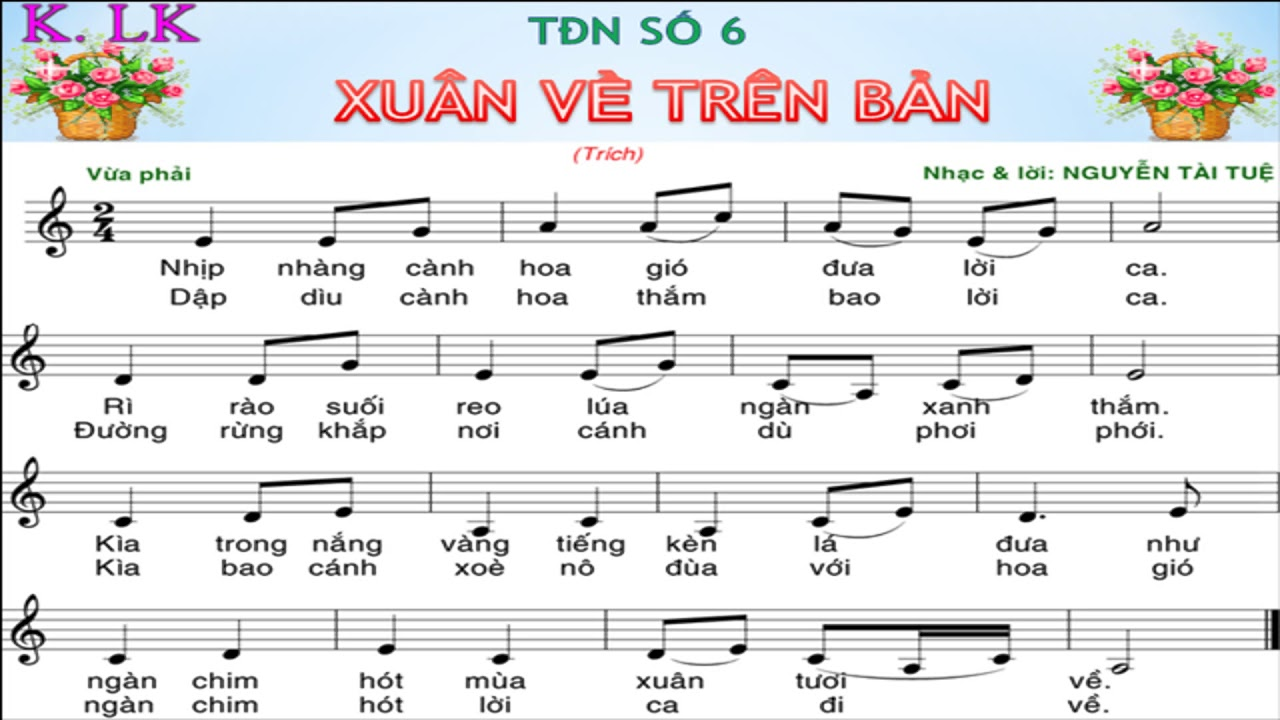 K. LK
TĐN SỐ 6
XUÂN VỀ TRÊN BẢN
(Trích)
Vừa phải
Nhạc & lời: NGUYỄN TÀI TUỆ
2
4
Nhịp nhàng cành hoa gió đưa lời ca.
Dập dìu cành hoa thắm bao lời ca.
Rì rào suối reo lúa ngàn xanh thắm.
Đường rừng khắp nơi cánh dù phơi phới.
Kìa trong nắng vàng tiếng kèn lá đưa như
Kìa bao cánh xoè nô đùa với hoa gió
ngàn chim hót mùa xuân tươi về.
ngàn chim hót lời ca đi về.